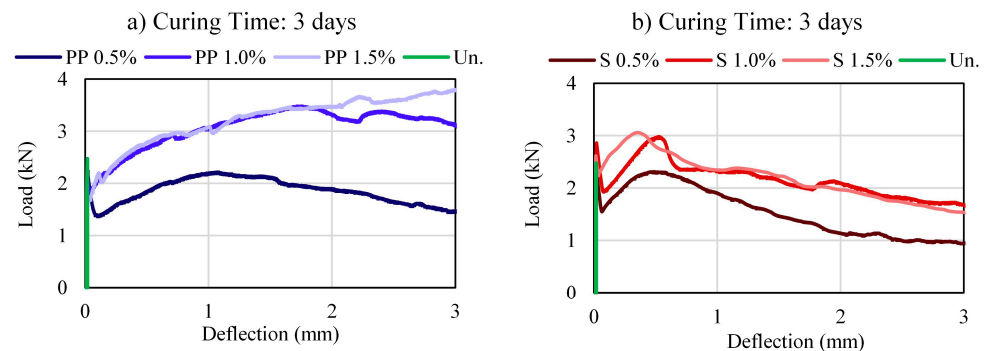 a) Curing Time: 3 days
PP 0.5% PP 1.0% PP 1.5% Un.
4
3
2
1
0
Load (kN)
0 1 2 3
Deflection (mm)
b) Curing Time: 3 days
S 0.5% S 1.0% S 1.5% Un.
4
3
2
1
0
Load (kN)
0 1 2 3
Deflection (mm)